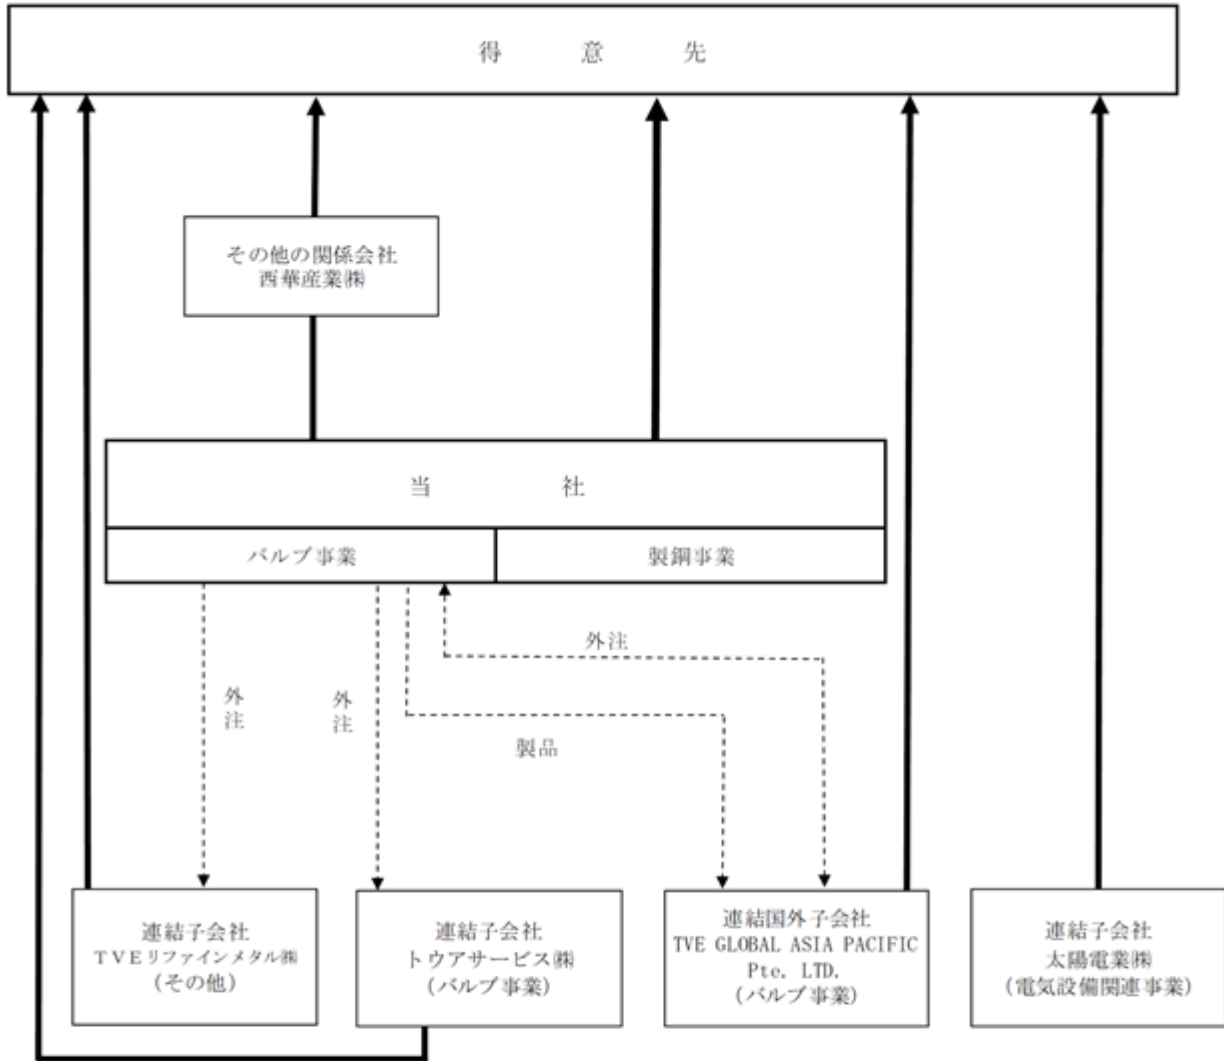 得意先
その他の関係会社
西華産業㈱
当社
バルブ事業
製鋼事業
外注
外注
外注
製品
連結子会社
TVEリファインメタル㈱
(その他)
連結子会社
トウアサービス㈱
(バルブ事業)
連結国外子会社
TVE GLOBAL ASIA PACIFIC
Pte. LTD.
(バルブ事業)
連結子会社
太陽電業㈱
(電気設備関連事業)